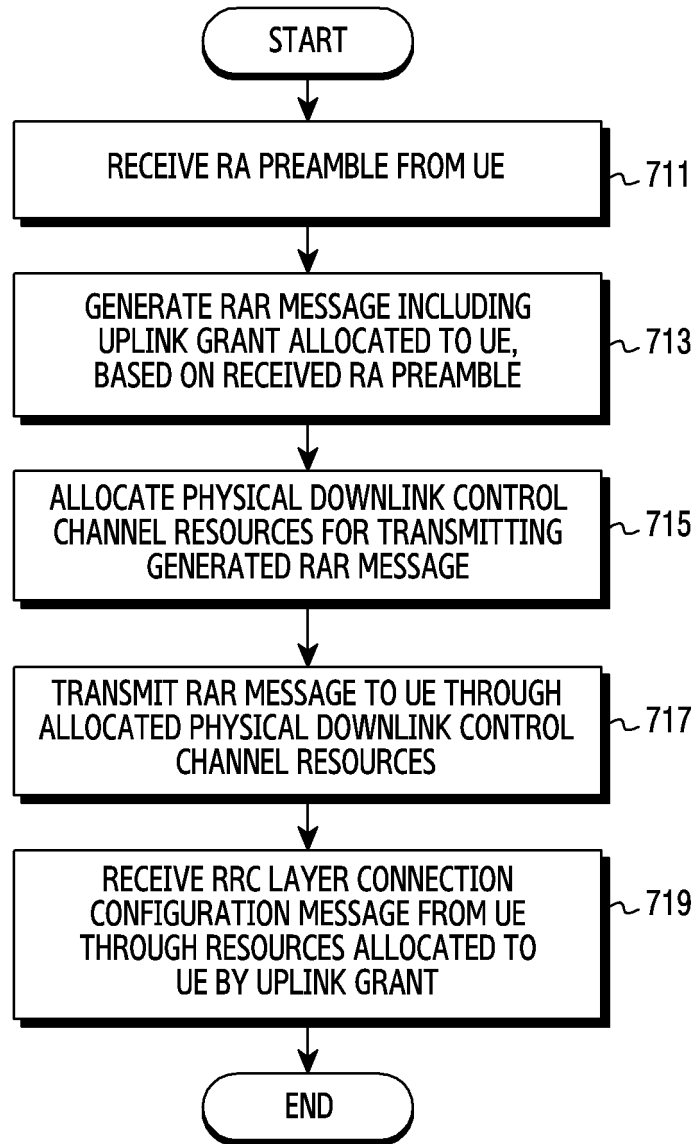 START
RECEIVE RA PREAMBLE FROM UE
711
GENERATE RAR MESSAGE INCLUDING
UPLINK GRANT ALLOCATED TO UE,
BASED ON RECEIVED RA PREAMBLE
713
ALLOCATE PHYSICAL DOWNLINK CONTROL
CHANNEL RESOURCES FOR TRANSMITTING
GENERATED RAR MESSAGE
715
TRANSMIT RAR MESSAGE TO UE THROUGH
ALLOCATED PHYSICAL DOWNLINK CONTROL
CHANNEL RESOURCES
717
RECEIVE RRC LAYER CONNECTION
CONFIGURATION MESSAGE FROM UE
THROUGH RESOURCES ALLOCATED TO
UE BY UPLINK GRANT
719
END